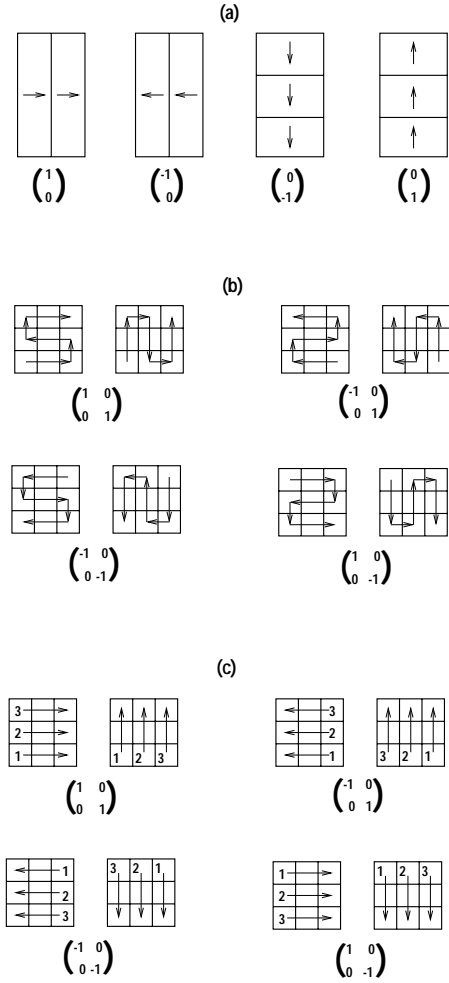 (a)
1 -1 0 0
0 0 -1 1
(b)
1 0 -1 0
0 1 0 1
-1 0 1 0
0 -1 0 -1
(c)
3 3
2 2
1 1 2 3 1 3 2 1
1 0 -1 0
0 1 0 1
1 3 2 1 1 1 2 3
2 2
3 3
-1 0 1 0
0 -1 0 -1